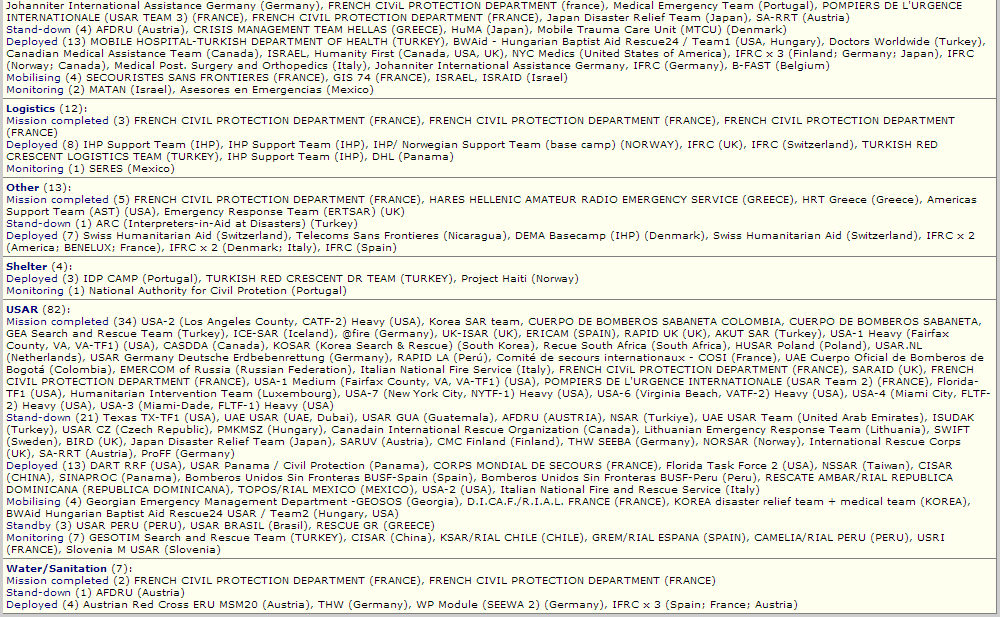 Johanniter International Assistance Germany (Germany), FRENCH CIViL PROTECTION DEPARTMENT (france), Medical Emergency Team (Portugal), POMPIERS DE L'URGENCE
INTERNATIONALE (USAR TEAM 3) (FRANCE), FRENCH CIVIL PROTECTION DEPARTMENT (FRANCE), Japan Disaster Relief Team (Japan), SA-RRT (Austria)
Stand-down (4) AFDRU (Austria), CRISIS MANAGEMENT TEAM HELLAS (GREECE), HuMA (Japan), Mobile Trauma Care Unit (MTCU) (Denmark)
Deployed (13) MOBILE HOSPITAL-TURKISH DEPARTMENT OF HEALTH (TURKEY), BWAid - Hungarian Baptist Aid Rescue24 / Team1 (USA, Hungary), Doctors Worldwide (Turkey),
Canadian Medical Assistance Team (Canada), ISRAEL, Humanity First (Canada, USA, UK), NYC Medics (United States of America), IFRC x 3 (Finland; Germany; Japan), IFRC
(Norway; Canada), Medical Post. Surgery and Orthopedics (Italy), Johanniter International Assistance Germany, IFRC (Germany), B-FAST (Belgium)
Mobilising (4) SECOURISTES SANS FRONTIERES (FRANCE), GIS 74 (FRANCE), ISRAEL, ISRAID (Israel)
Monitoring (2) MATAN (Israel), Asesores en Emergencias (Mexico)
Logistics (12):
Mission completed (3) FRENCH CIVIL PROTECTION DEPARTMENT (FRANCE), FRENCH CIVIL PROTECTION DEPARTMENT (FRANCE), FRENCH CIVIL PROTECTION DEPARTMENT
(FRANCE)
Deployed (8) IHP Support Team (IHP), IHP Support Team (IHP), IHP/ Norwegian Support Team (base camp) (NORWAY), IFRC (UK), IFRC (Switzerland), TURKISH RED
CRESCENT LOGISTICS TEAM (TURKEY), IHP Support Team (IHP), DHL (Panama)
Monitoring (1) SERES (Mexico)
Other (13):
Mission completed (5) FRENCH CIVIL PROTECTION DEPARTMENT (FRANCE), HARES HELLENIC AMATEUR RADIO EMERGENCY SERVICE (GREECE), HRT Greece (Greece), Americas
Support Team (AST) (USA), Emergency Response Team (ERTSAR) (UK)
Stand-down (1) ARC (Interpreters-in-Aid at Disasters) (Turkey)
Deployed (7) Swiss Humanitarian Aid (Switzerland), Telecoms Sans Frontieres (Nicaragua), DEMA Basecamp (IHP) (Denmark), Swiss Humanitarian Aid (Switzerland), IFRC x 2
(America; BENELUX; France), IFRC x 2 (Denmark; Italy), IFRC (Spain)
Shelter (4):
Deployed (3) IDP CAMP (Portugal), TURKISH RED CRESCENT DR TEAM (TURKEY), Project Haiti (Norway)
Monitoring (1) National Authority for Civil Protetion (Portugal)
USAR (82):
Mission completed (34) USA-2 (Los Angeles County, CATF-2) Heavy (USA), Korea SAR team, CUERPO DE BOMBEROS SABANETA COLOMBIA, CUERPO DE BOMBEROS SABANETA,
GEA Search and Rescue Team (Turkey), ICE-SAR (Iceland), @fire (Germany), UK-ISAR (UK), ERICAM (SPAIN), RAPID UK (UK), AKUT SAR (Turkey), USA-1 Heavy (Fairfax
County, VA, VA-TF1) (USA), CASDDA (Canada), KOSAR (Korea Search & Rescue) (South Korea), Recue South Africa (South Africa), HUSAR Poland (Poland), USAR.NL
(Netherlands), USAR Germany Deutsche Erdbebenrettung (Germany), RAPID LA (Perú), Comité de secours internationaux - COSI (France), UAE Cuerpo Oficial de Bomberos de
Bogotá (Colombia), EMERCOM of Russia (Russian Federation), Italian National Fire Service (Italy), FRENCH CIViL PROTECTION DEPARTMENT (FRANCE), SARAID (UK), FRENCH
CIViL PROTECTION DEPARTMENT (FRANCE), USA-1 Medium (Fairfax County, VA, VA-TF1) (USA), POMPIERS DE L'URGENCE INTERNATIONALE (USAR Team 2) (FRANCE), Florida-
TF1 (USA), Humanitarian Intervention Team (Luxembourg), USA-7 (New York City, NYTF-1) Heavy (USA), USA-6 (Virginia Beach, VATF-2) Heavy (USA), USA-4 (Miami City, FLTF-
2) Heavy (USA), USA-3 (Miami-Dade, FLTF-1) Heavy (USA)
Stand-down (21) Texas TX-TF1 (USA), UAE USAR (UAE, Dubai), USAR GUA (Guatemala), AFDRU (AUSTRIA), NSAR (Turkiye), UAE USAR Team (United Arab Emirates), ISUDAK
(Turkey), USAR CZ (Czech Republic), PMKMSZ (Hungary), Canadain International Rescue Organization (Canada), Lithuanian Emergency Response Team (Lithuania), SWIFT
(Sweden), BIRD (UK), Japan Disaster Relief Team (Japan), SARUV (Austria), CMC Finland (Finland), THW SEEBA (Germany), NORSAR (Norway), International Rescue Corps
(UK), SA-RRT (Austria), ProFF (Germany)
Deployed (13) DART RRF (USA), USAR Panama / Civil Protection (Panama), CORPS MONDIAL DE SECOURS (FRANCE), Florida Task Force 2 (USA), NSSAR (Taiwan), CISAR
(CHINA), SINAPROC (Panama), Bomberos Unidos Sin Fronteras BUSF-Spain (Spain), Bomberos Unidos Sin Fronteras BUSF-Peru (Peru), RESCATE AMBAR/RIAL REPUBLICA
DOMINICANA (REPUBLICA DOMINICANA), TOPOS/RIAL MEXICO (MEXICO), USA-2 (USA), Italian National Fire and Rescue Service (Italy)
Mobilising (4) Georgian Emergency Management Department -GEOSOS (Georgia), D.I.CA.F./R.I.A.L. FRANCE (FRANCE), KOREA disaster relief team + medical team (KOREA),
BWAid Hungarian Baptist Aid Rescue24 USAR / Team2 (Hungary, USA)
Standby (3) USAR PERU (PERU), USAR BRASIL (Brasil), RESCUE GR (GREECE)
Monitoring (7) GESOTIM Search and Rescue Team (TURKEY), CISAR (China), KSAR/RIAL CHILE (CHILE), GREM/RIAL ESPANA (SPAIN), CAMELIA/RIAL PERU (PERU), USRI
(FRANCE), Slovenia M USAR (Slovenia)
Water/Sanitation (7):
Mission completed (2) FRENCH CIVIL PROTECTION DEPARTMENT (FRANCE), FRENCH CIVIL PROTECTION DEPARTMENT (FRANCE)
Stand-down (1) AFDRU (Austria)
Deployed (4) Austrian Red Cross ERU MSM20 (Austria), THW (Germany), WP Module (SEEWA 2) (Germany), IFRC x 3 (Spain; France; Austria)